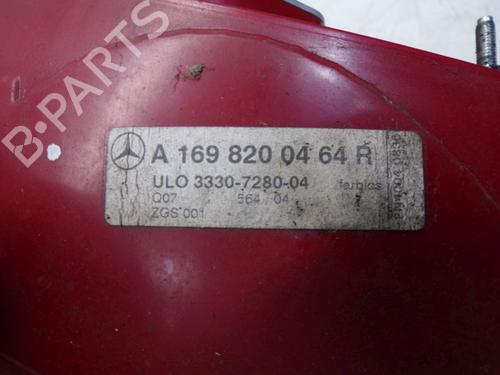 B-PARTS
A 169 820 04 64 R
ULO 3330-7280-04 farblos
Q07 564 04
ZGS 001